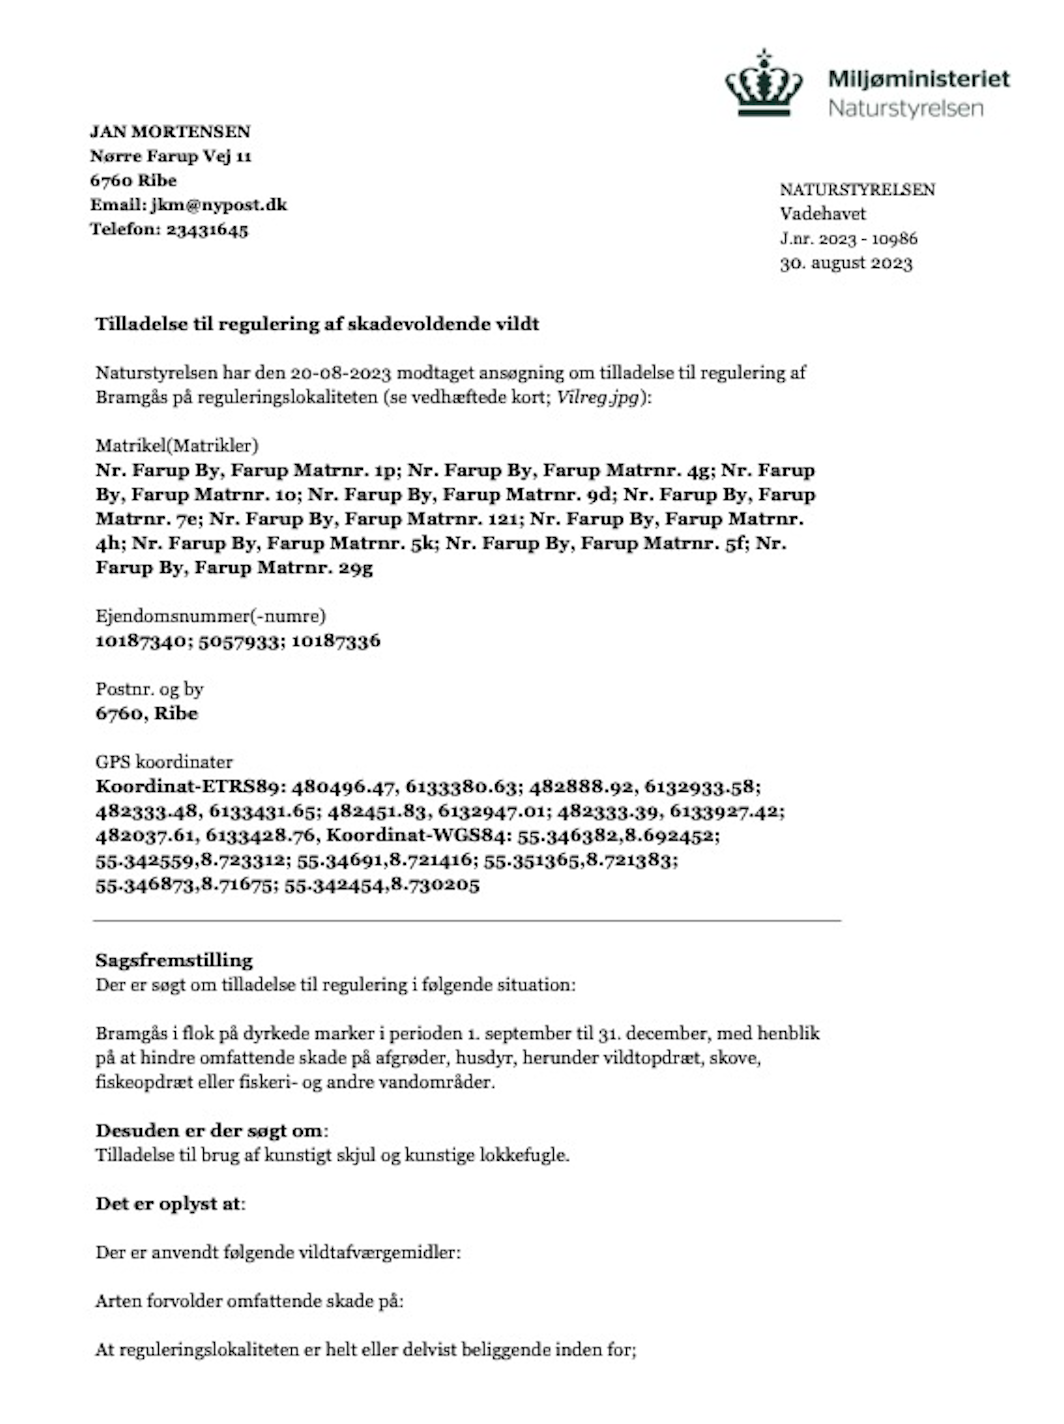 Miljøministeriet
Naturstyrelsen
JAN MORTENSEN
Nørre Farup Vej 11
6760 Ribe
Email: jkm@nypost.dk
Telefon: 23431645
NATURSTYRELSEN
Vadehavet
J.nr. 2023 - 10986
30. august 2023
Tilladelse til regulering af skadevoldende vildt
Naturstyrelsen har den 20-08-2023 modtaget ansøgning om tilladelse til regulering af
Bramgås på reguleringslokaliteten (se vedhæftede kort; Vilreg.jpg):
Matrikel(Matrikler)
Nr. Farup By, Farup Matrnr. 1p; Nr. Farup By, Farup Matrnr. 4g; Nr. Farup
By, Farup Matrnr. 10; Nr. Farup By, Farup Matrnr. 9d; Nr. Farup By, Farup
Matrnr. 7e; Nr. Farup By, Farup Matrnr. 121; Nr. Farup By, Farup Matrnr.
4h; Nr. Farup By, Farup Matrnr. 5k; Nr. Farup By, Farup Matrnr. 5f; Nr.
Farup By, Farup Matrnr. 29g
Ejendomsnummer(-numre)
10187340; 5057933; 10187336
Postnr. og by
6760, Ribe
GPS koordinater
Koordinat-ETRS89: 480496.47, 6133380.63; 482888.92, 6132933.58;
482333.48, 6133431.65; 482451.83, 6132947.01; 482333.39, 6133927.42;
482037.61, 6133428.76, Koordinat-WGS84: 55.346382,8.692452;
55.342559,8.723312; 55.34691,8.721416; 55.351365,8.721383;
55.346873,8.71675; 55.342454,8.730205
Sagsfremstilling
Der er søgt om tilladelse til regulering i følgende situation:
Bramgås i flok på dyrkede marker i perioden 1. september til 31. december, med henblik
på at hindre omfattende skade på afgrøder, husdyr, herunder vildtopdræt, skove,
fiskeopdræt eller fiskeri- og andre vandområder.
Desuden er der søgt om:
Tilladelse til brug af kunstigt skjul og kunstige lokkefugle.
Det er oplyst at:
Der er anvendt følgende vildtafværgemidler:
Arten forvolder omfattende skade på:
At reguleringslokaliteten er helt eller delvist beliggende inden for;